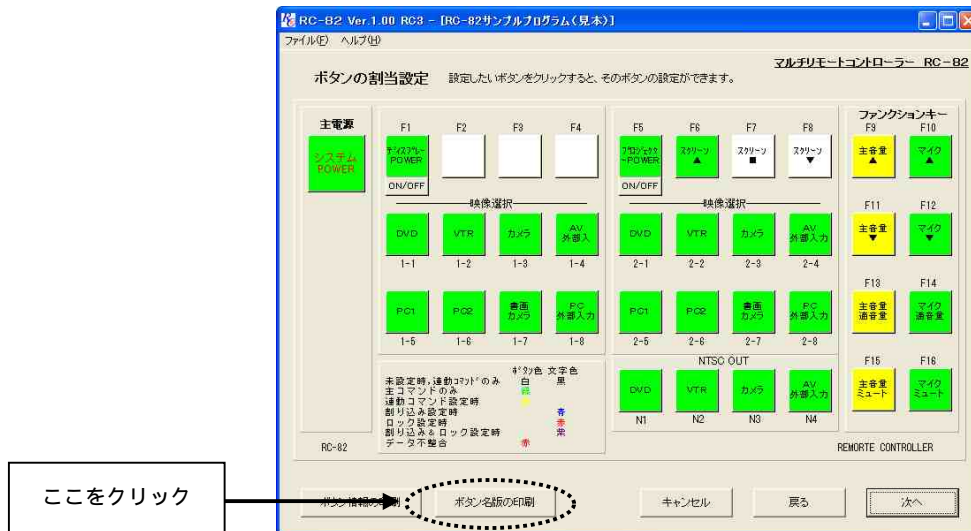 RC-82 Ver.1.00 RC3 - [RC-82サンプルプログラム(見本)]
ファイル(F) ヘルプ(H)
マルチリモートコントローラー RC-82
ボタンの割当設定 設定したいボタンをクリックすると、そのボタンの設定ができます。
主電源
システム
POWER
F1 F2 F3 F4
ディスプレー
POWER
ON/OFF
映像選択
DVD VTR カメラ AV
外部入
1-1 1-2 1-3 1-4
PC1 PC2 書画
カメラ PC
外部入力
1-5 1-6 1-7 1-8
F5 F6 F7 F8
プロジェクタ
ーPOWER スクリーン
▲ スクリーン
■ スクリーン
▼
ON/OFF
映像選択
DVD VTR カメラ AV
外部入力
2-1 2-2 2-3 2-4
PC1 PC2 書画
カメラ PC
外部入力
2-5 2-6 2-7 2-8
NTSC OUT
DVD VTR カメラ AV
外部入力
N1 N2 N3 N4
ファンクションキー
F9 F10
主音量
▲ マイク
▲
F11 F12
主音量
▼ マイク
▼
F13 F14
主音量
適音量 マイク
適音量
F15 F16
主音量
ミュート マイク
ミュート
ボタン色 文字色
未設定時,連動コマンドのみ 白 黒
主コマンドのみ 緑
連動コマンド設定時
割り込み設定時 青
ロック設定時 赤
割り込み&ロック設定時 紫
データ不整合 赤
RC-82
REMORTE CONTROLLER
ここをクリック
ボタン情報の印刷 ボタン名版の印刷 キャンセル 戻る 次へ